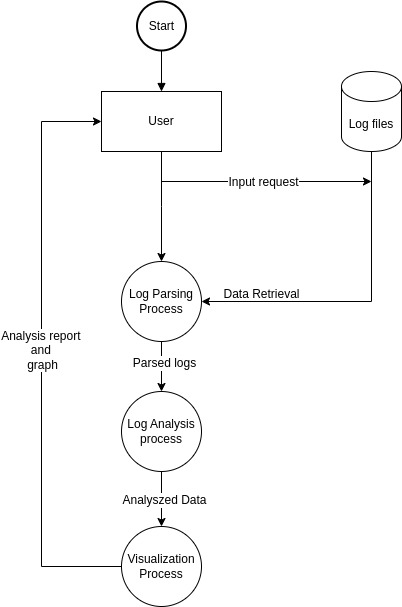 Start
User
Log files
Input request
Log Parsing
Process
Data Retrieval
Analysis report
and
graph
Parsed logs
Log Analysis
process
Analyszed Data
Visualization
Process